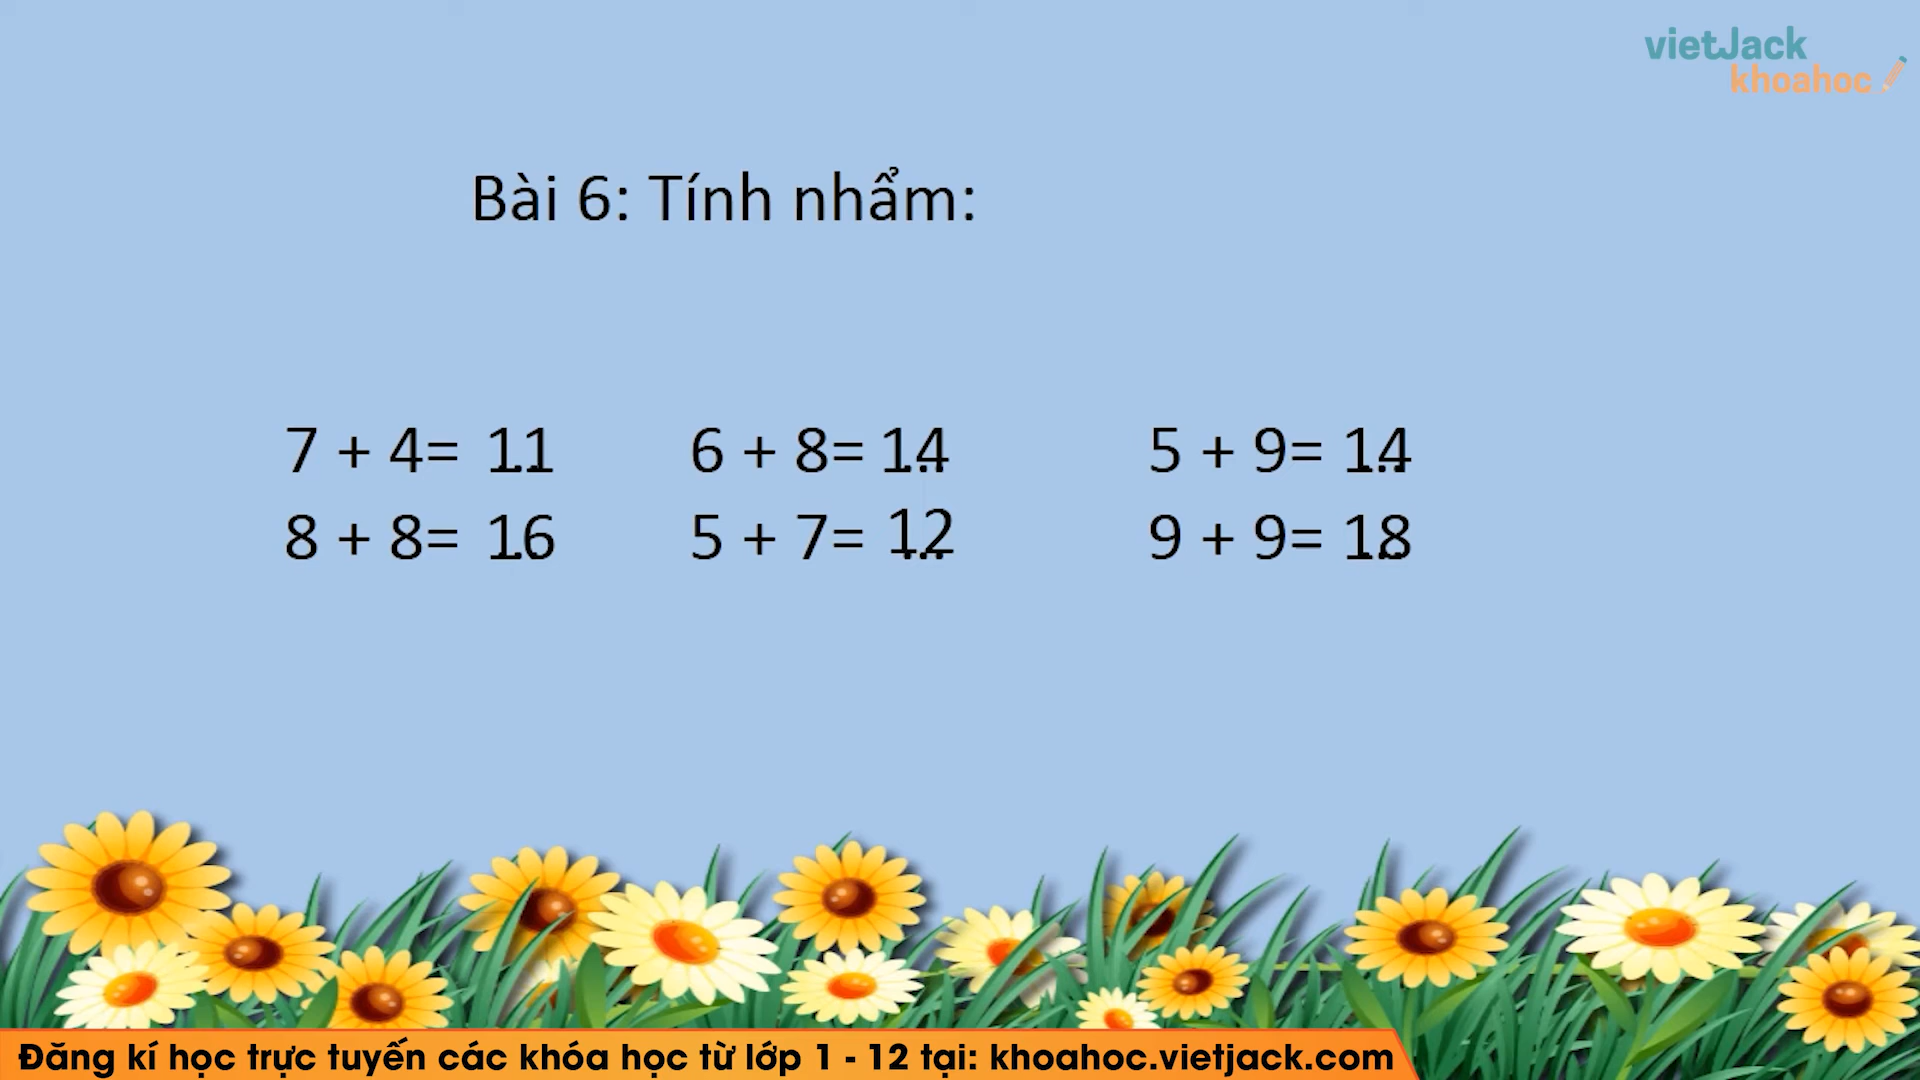 vietJack
khoahoc
Bài 6: Tính nhẩm:
7 + 4= 11 6 + 8= 14 5 + 9= 14
8 + 8= 16 5 + 7= 12 9 + 9= 18
Đăng kí học trực tuyến các khóa học từ lớp 1 - 12 tại: khoahoc.vietjack.com